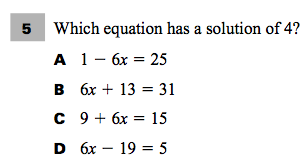 5 Which equation has a solution of 4?
A 1 − 6x = 25
B 6x + 13 = 31
C 9 + 6x = 15
D 6x − 19 = 5